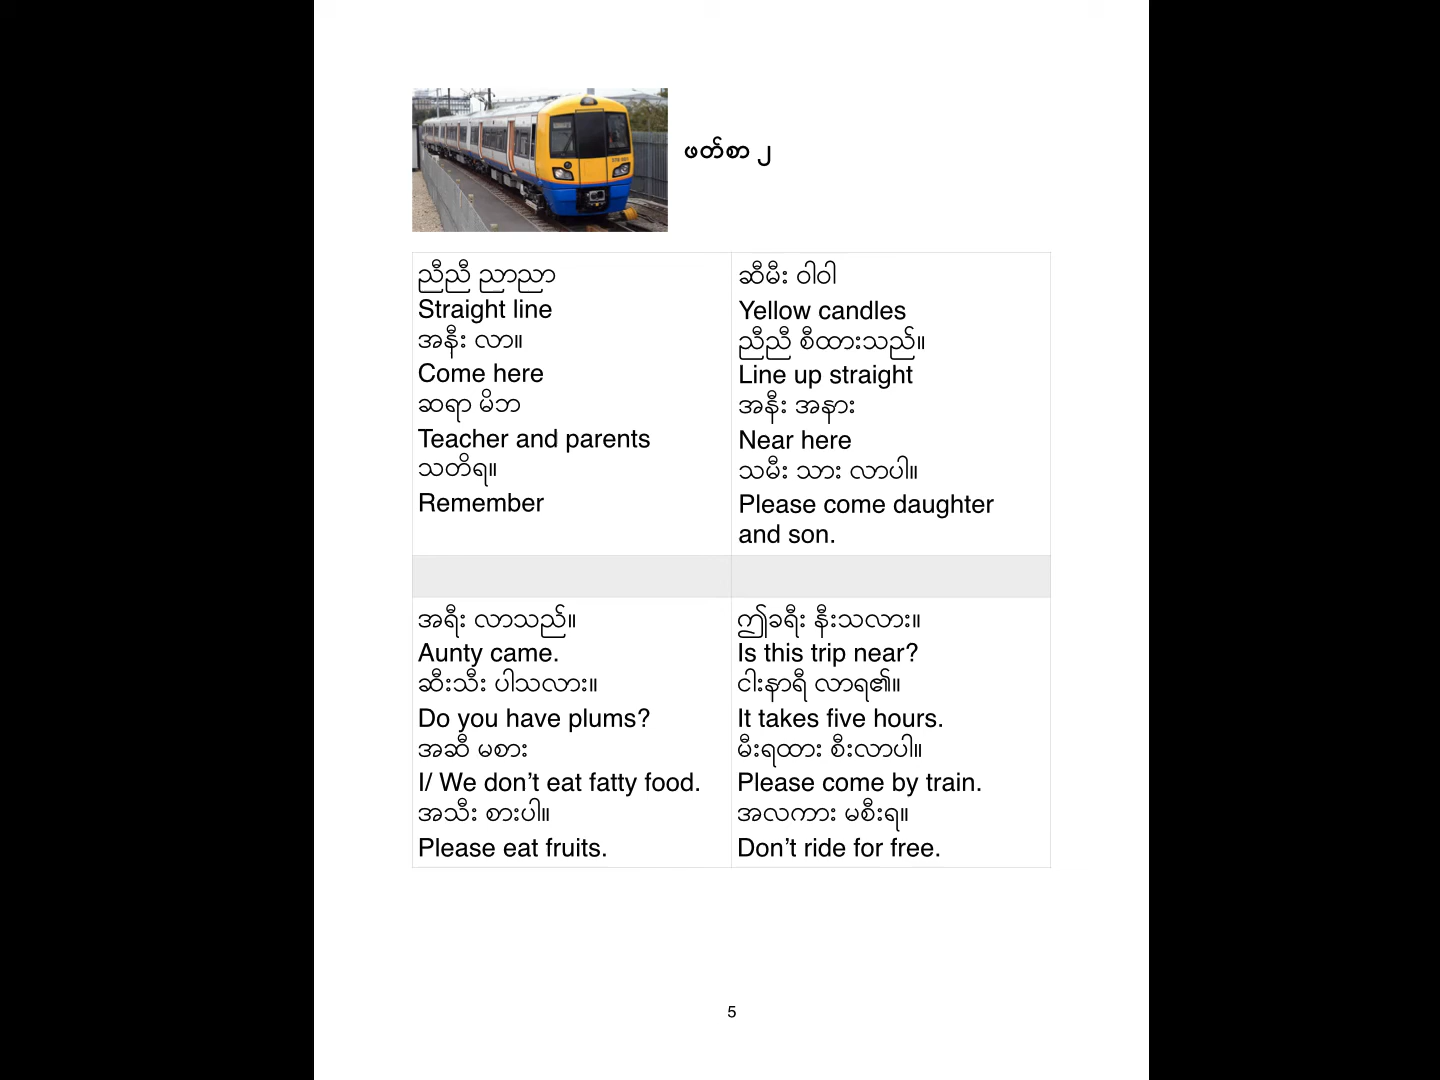 ဖတ်စာ ၂
ညီညီ ညာညာ
Straight line
အနီး လာ။
Come here
ဆရာ မိဘ
Teacher and parents
သတိရ။
Remember
ဆီမီး ဝါဝါ
Yellow candles
ညီညီ စီထားသည်။
Line up straight
အနီး အနား
Near here
သမီး သား လာပါ။
Please come daughter
and son.
အရီး လာသည်။
Aunty came.
ဆီးသီး ပါသလား။
Do you have plums?
အဆီ မစား
I/ We don’t eat fatty food.
အသီး စားပါ။
Please eat fruits.
ဤခရီး နီးသလား။
Is this trip near?
ငါးနာရီ လာရ၏။
It takes five hours.
မီးရထား စီးလာပါ။
Please come by train.
အလကား မစီးရ။
Don’t ride for free.
5